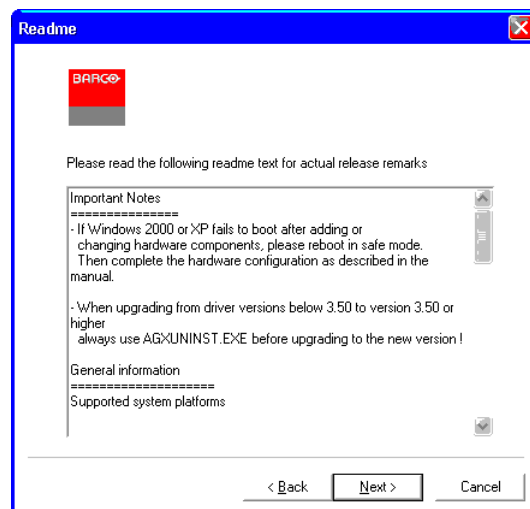 Readme
BARCO
Please read the following readme text for actual release remarks
Important Notes
===============
- If Windows 2000 or XP fails to boot after adding or
changing hardware components, please reboot in safe mode.
Then complete the hardware configuration as described in the
manual.
- When upgrading from driver versions below 3.50 to version 3.50 or
higher
always use AGXUNINST.EXE before upgrading to the new version !
General information
====================
Supported system platforms
< Back
Next >
Cancel